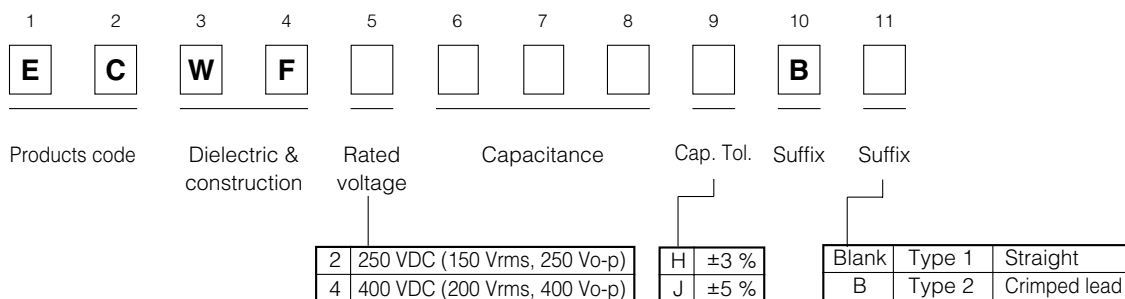 1 2 3 4 5 6 7 8 9 10 11
E C W F B
Products code Dielectric & construction Rated voltage Capacitance Cap. Tol. Suffix Suffix
2 250 VDC (150 Vrms, 250 Vo-p) H ±3 % Blank Type 1 Straight
4 400 VDC (200 Vrms, 400 Vo-p) J ±5 % B Type 2 Crimped lead